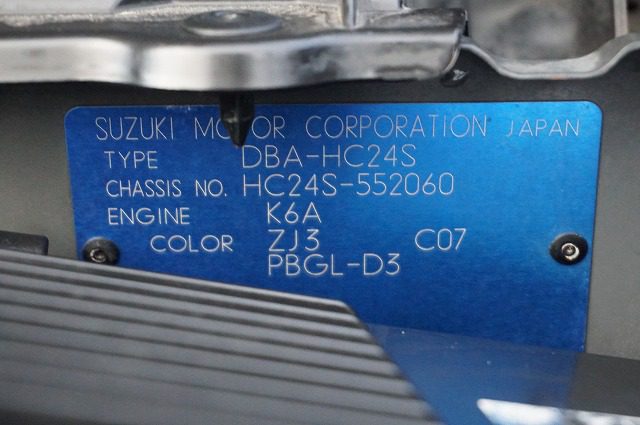 SUZUKI MOTOR CORPORATION JAPAN
TYPE DBA-HC24S
CHASSIS NO. HC24S-552060
ENGINE K6A
COLOR ZJ3 C07
PBGL-D3